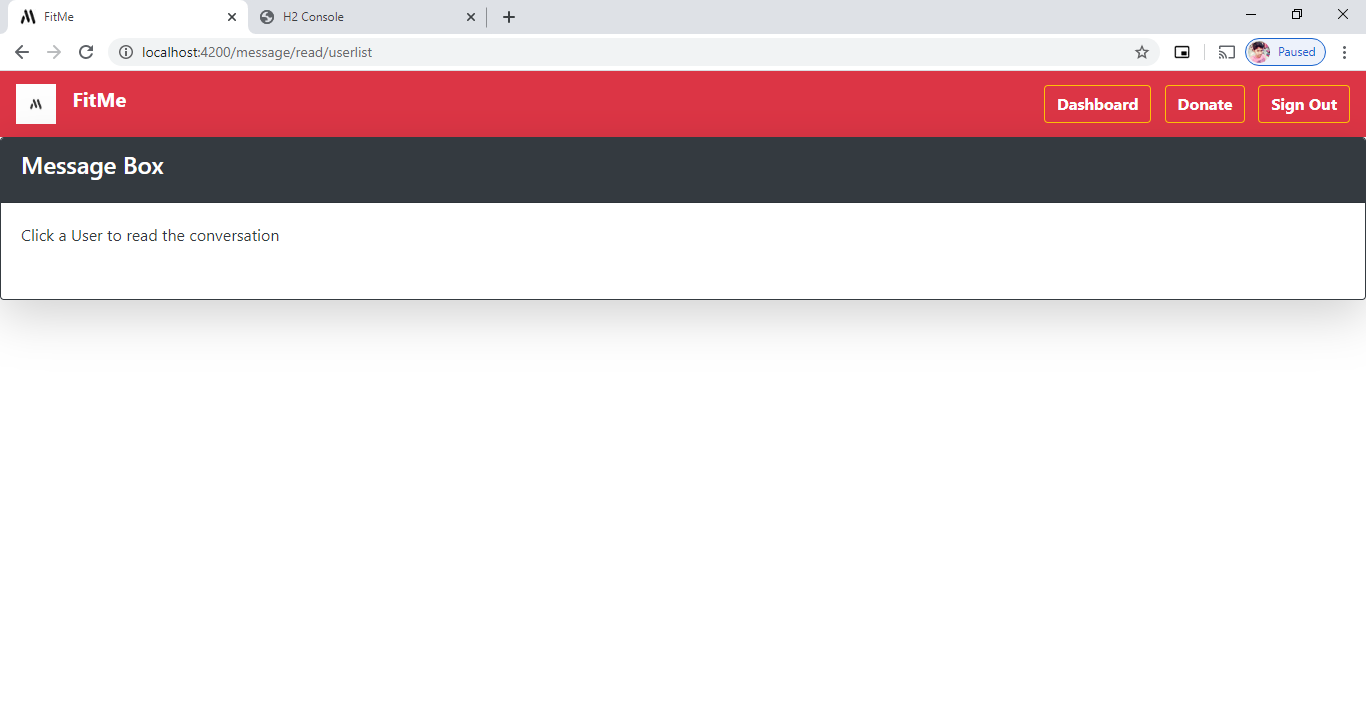 FitMe
H2 Console
localhost:4200/message/read/userlist
Paused
FitMe
Dashboard
Donate
Sign Out
Message Box
Click a User to read the conversation